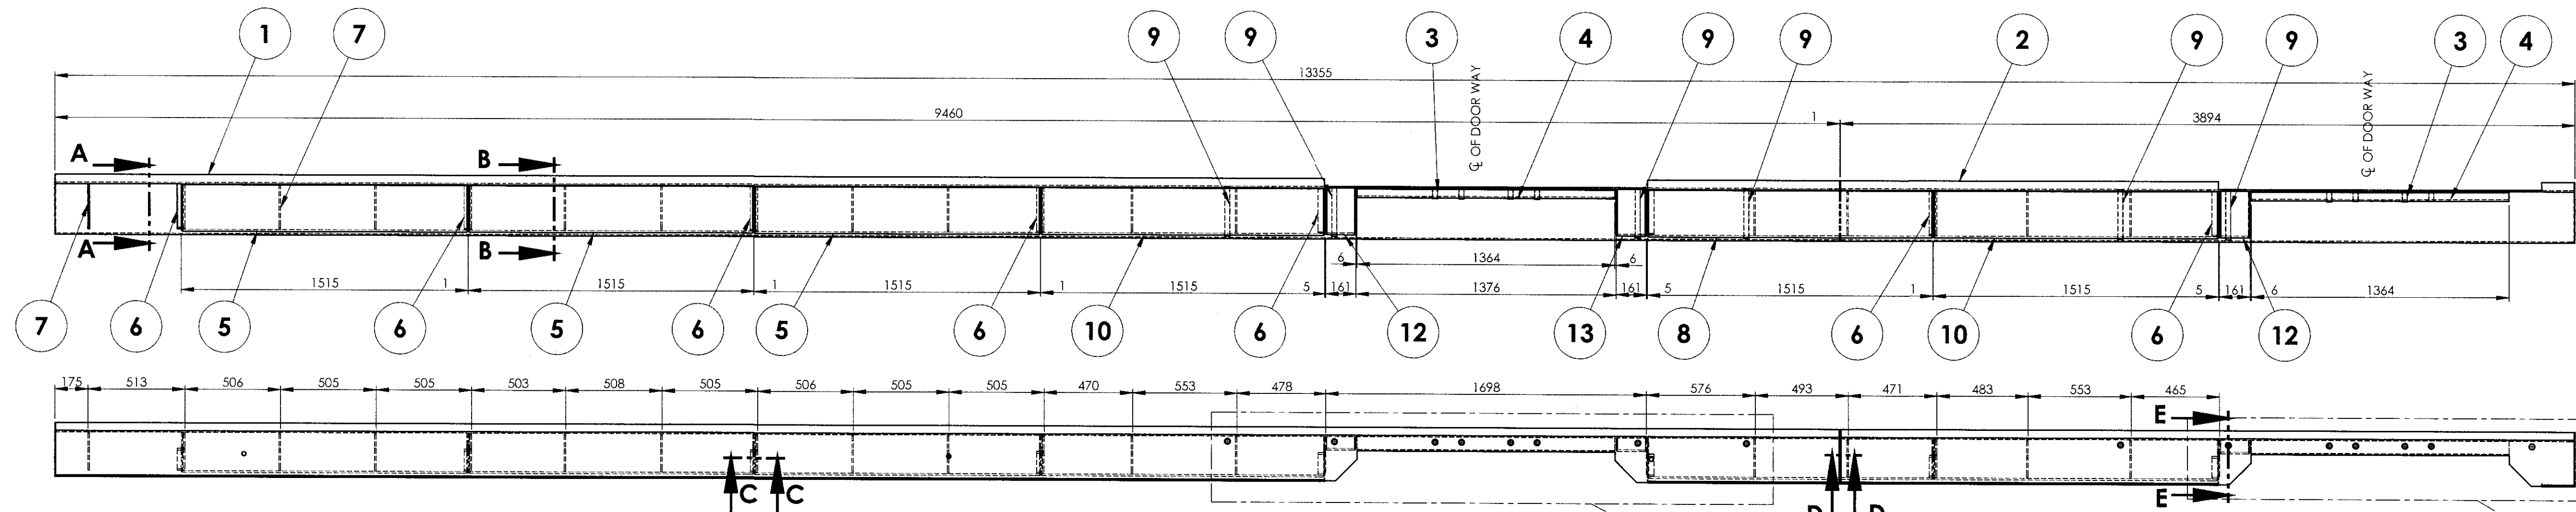 1 7 9 9 3 4 9 9 2 9 9 3 4
13355
℄ OF DOOR WAY ℄ OF DOOR WAY
9460 1 3894
A B
A B
6 1364 6
1515 1 1515 1 1515 1 1515 5 161 1376 161 5 1515 1 1515 5 161 6 1364
7 6 5 6 5 6 5 6 10 6 12 13 8 6 10 6 12
175 513 506 505 505 503 508 505 506 505 505 470 553 478 1698 576 493 471 483 553 465
E
C C E
D D